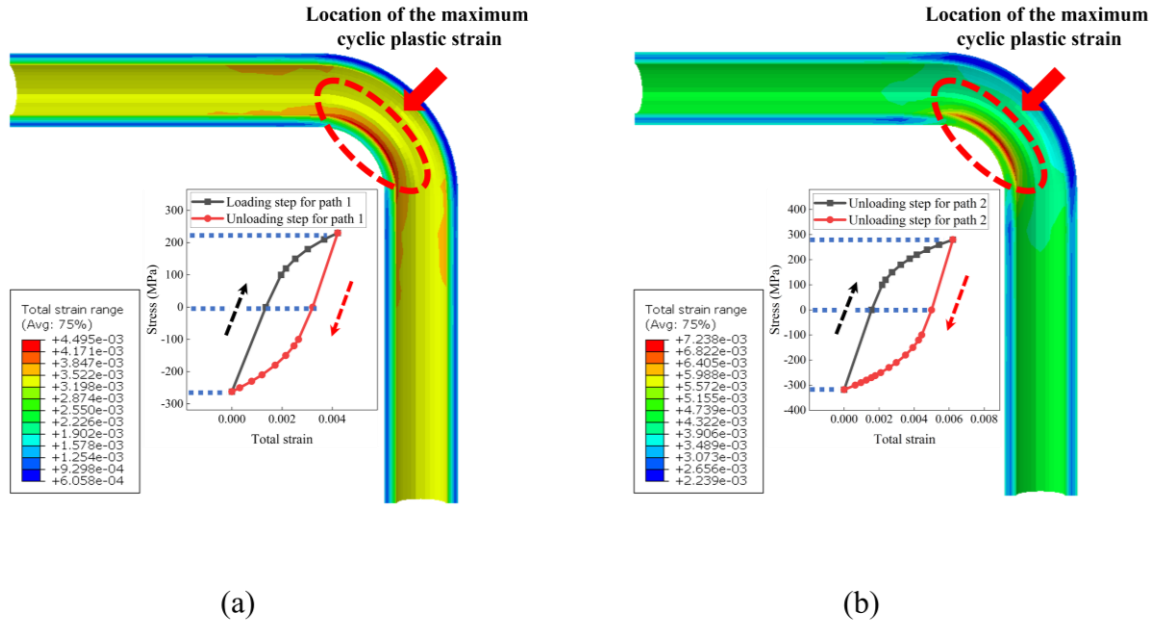 Location of the maximum
cyclic plastic strain
300
200
100
0
-100
-200
-300
Stress (MPa)
Loading step for path 1
Unloading step for path 1
0.000
0.002
0.004
Total strain
Total strain range
(Avg: 75%)
+4.495e-03
+4.171e-03
+3.847e-03
+3.522e-03
+3.198e-03
+2.874e-03
+2.550e-03
+2.226e-03
+1.902e-03
+1.578e-03
+1.254e-03
+9.298e-04
+6.058e-04
(a)
Location of the maximum
cyclic plastic strain
400
300
200
100
0
-100
-200
-300
-400
Stress (MPa)
Unloading step for path 2
Unloading step for path 2
0.000
0.002
0.004
0.006
0.008
Total strain
Total strain range
(Avg: 75%)
+7.238e-03
+6.822e-03
+6.405e-03
+5.988e-03
+5.572e-03
+5.155e-03
+4.739e-03
+4.322e-03
+3.906e-03
+3.489e-03
+3.073e-03
+2.656e-03
+2.239e-03
(b)